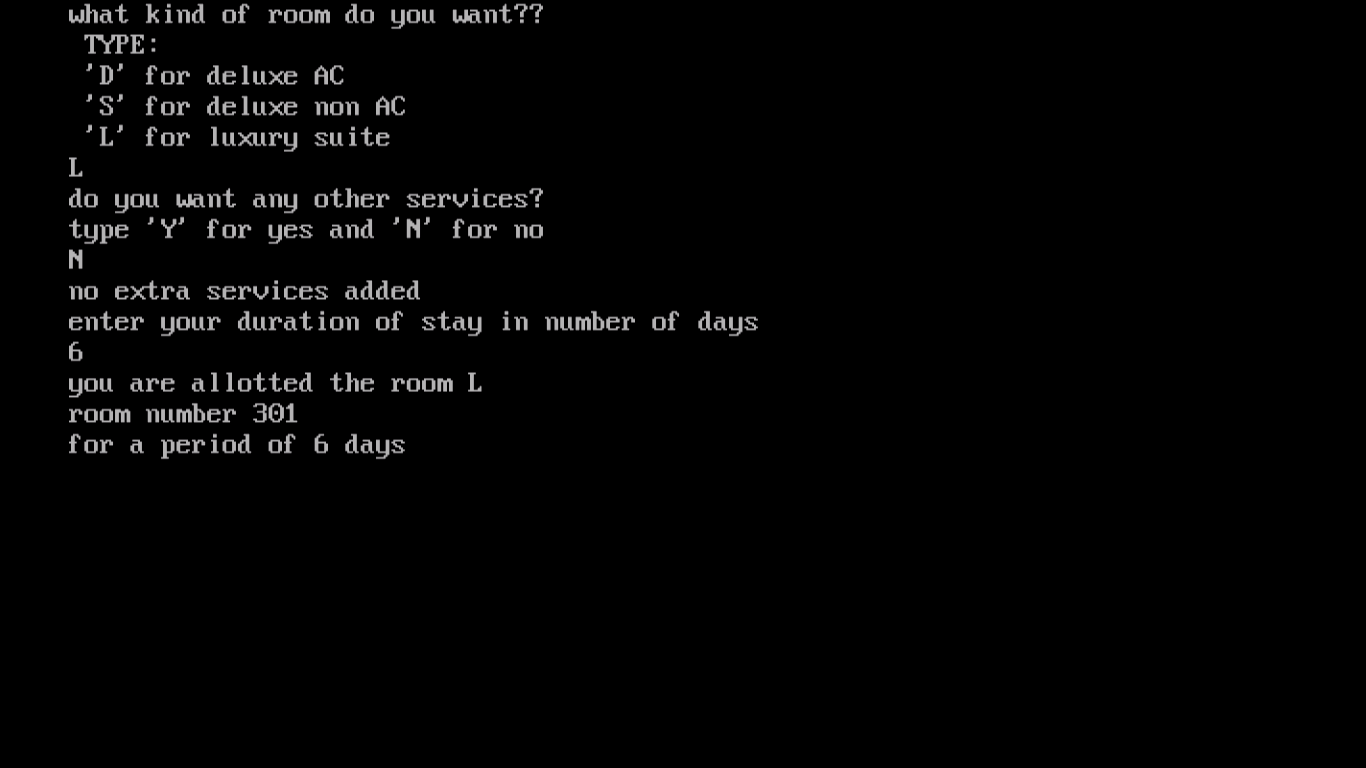 what kind of room do you want??
TYPE:
'D' for deluxe AC
'S' for deluxe non AC
'L' for luxury suite
L
do you want any other services?
type 'Y' for yes and 'N' for no
N
no extra services added
enter your duration of stay in number of days
6
you are allotted the room L
room number 301
for a period of 6 days